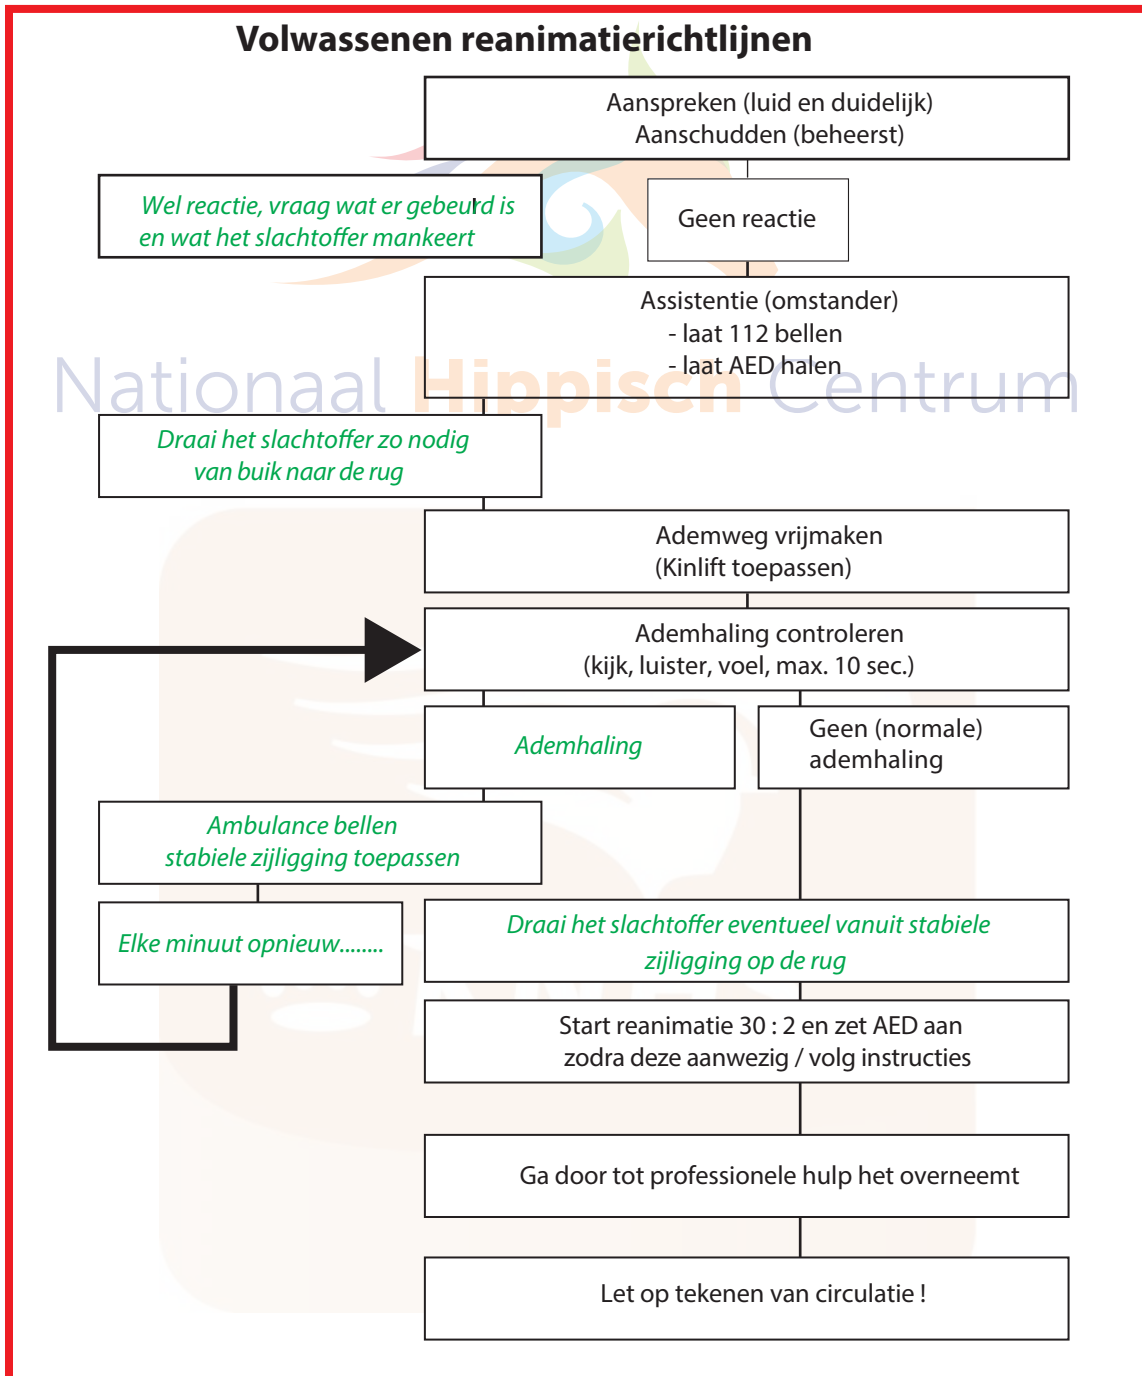 Volwassenen reanimatierichtlijnen
Aanspreken (luid en duidelijk)
Aanschudden (beheerst)
Wel reactie, vraag wat er gebeurd is
en wat het slachtoffer mankeert
Geen reactie
Assistentie (omstander)
- laat 112 bellen
- laat AED halen
Nationaal Hippisch Centrum
Draai het slachtoffer zo nodig
van buik naar de rug
Ademweg vrijmaken
(Kinlift toepassen)
Ademhaling controleren
(kijk, luister, voel, max. 10 sec.)
Ademhaling
Geen (normale)
ademhaling
Ambulance bellen
stabiele zijligging toepassen
Elke minuut opnieuw........
Draai het slachtoffer eventueel vanuit stabiele
zijligging op de rug
Start reanimatie 30 : 2 en zet AED aan
zodra deze aanwezig / volg instructies
Ga door tot professionele hulp het overneemt
Let op tekenen van circulatie !